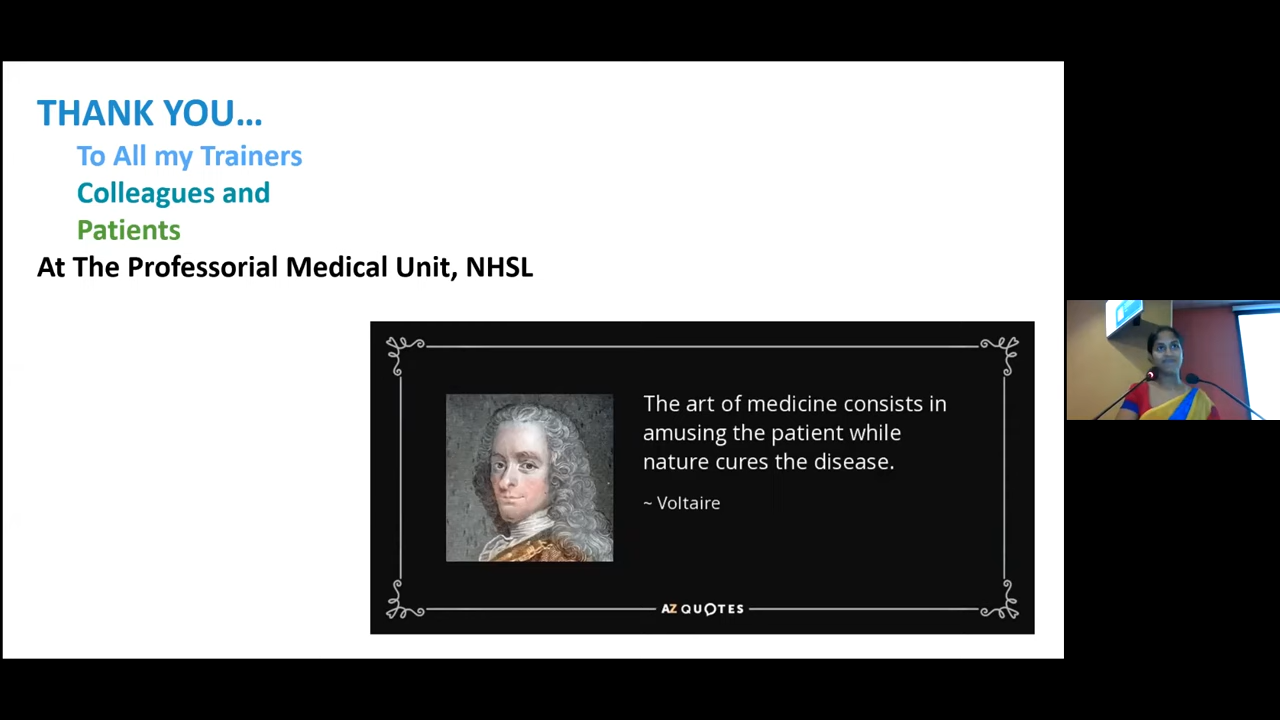 THANK YOU...
To All my Trainers
Colleagues and
Patients
At The Professorial Medical Unit, NHSL
The art of medicine consists in
amusing the patient while
nature cures the disease.
~ Voltaire
AZ QUOTES